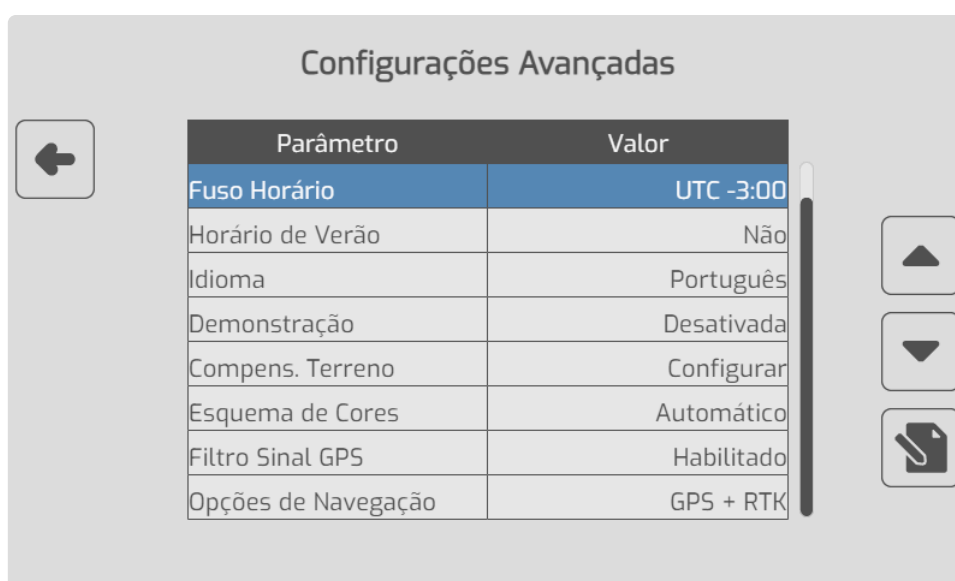 Configurações Avançadas
Parâmetro Valor
Fuso Horário UTC -3:00
Horário de Verão Não
Idioma Português
Demonstração Desativada
Compens. Terreno Configurar
Esquema de Cores Automático
Filtro Sinal GPS Habilitado
Opções de Navegação GPS + RTK